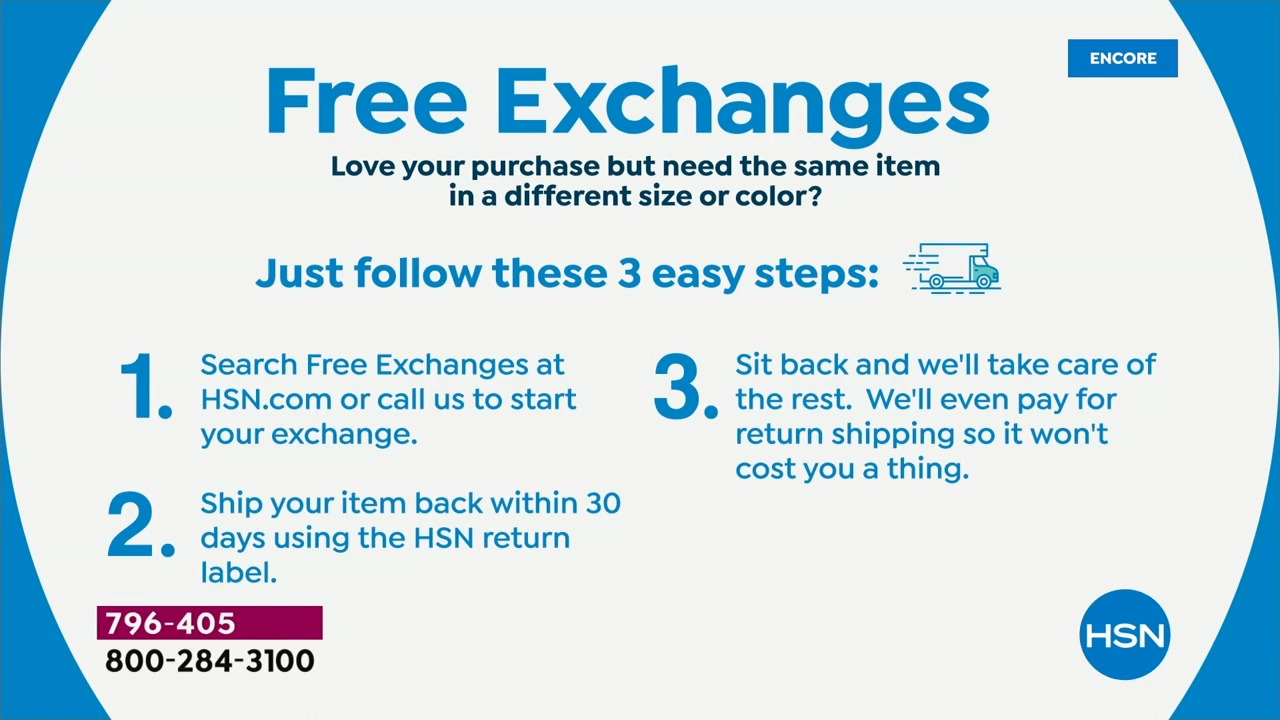 ENCORE
Free Exchanges
Love your purchase but need the same item
in a different size or color?
Just follow these 3 easy steps:
1. Search Free Exchanges at
HSN.com or call us to start
your exchange.
2. Ship your item back within 30
days using the HSN return
label.
3. Sit back and we'll take care of
the rest. We'll even pay for
return shipping so it won't
cost you a thing.
796-405
800-284-3100
HSN